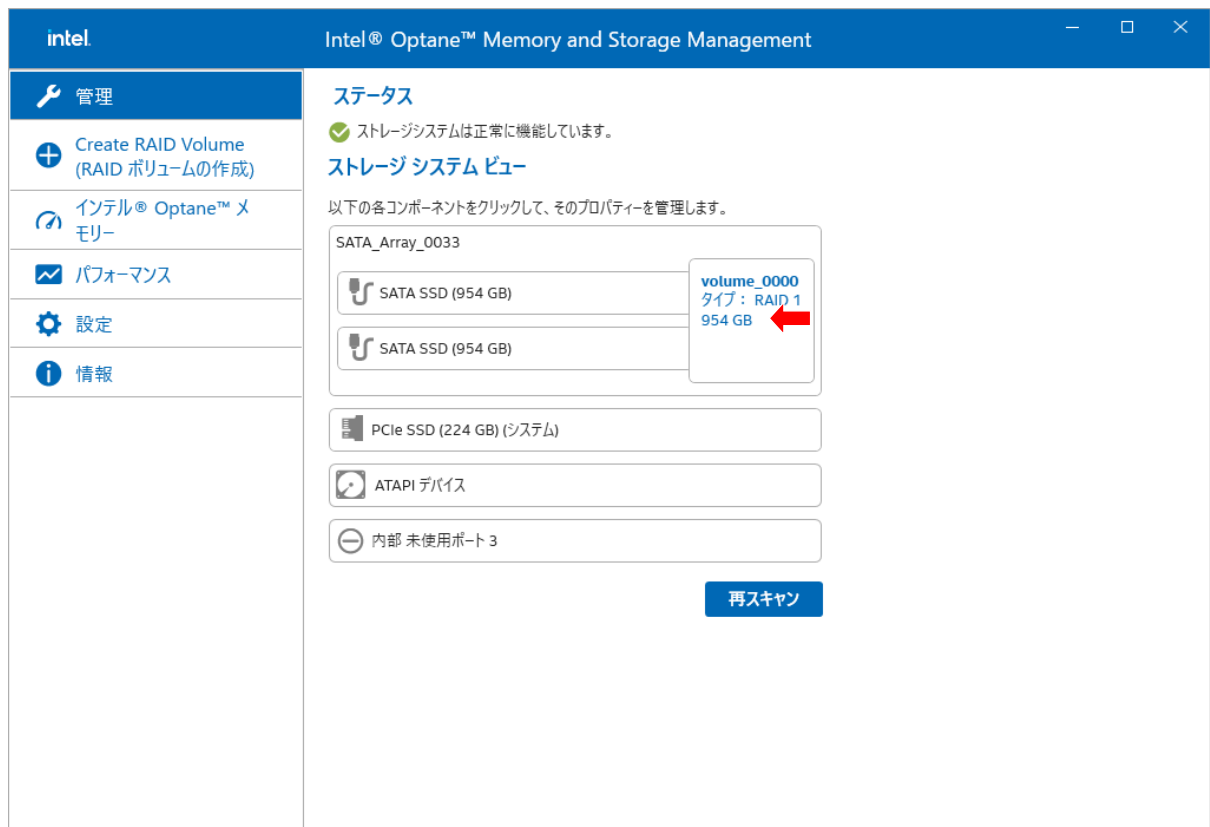 intel.
Intel® Optane™ Memory and Storage Management
管理
Create RAID Volume
(RAID ボリュームの作成)
インテル® Optane™ メ
モリー
パフォーマンス
設定
情報
ステータス
ストレージシステムは正常に機能しています。
ストレージ システム ビュー
以下の各コンポーネントをクリックして、そのプロパティーを管理します。
SATA_Array_0033
SATA SSD (954 GB)
SATA SSD (954 GB)
volume_0000
タイプ： RAID 1
954 GB
PCIe SSD (224 GB) (システム)
ATAPI デバイス
内部 未使用ポート 3
再スキャン